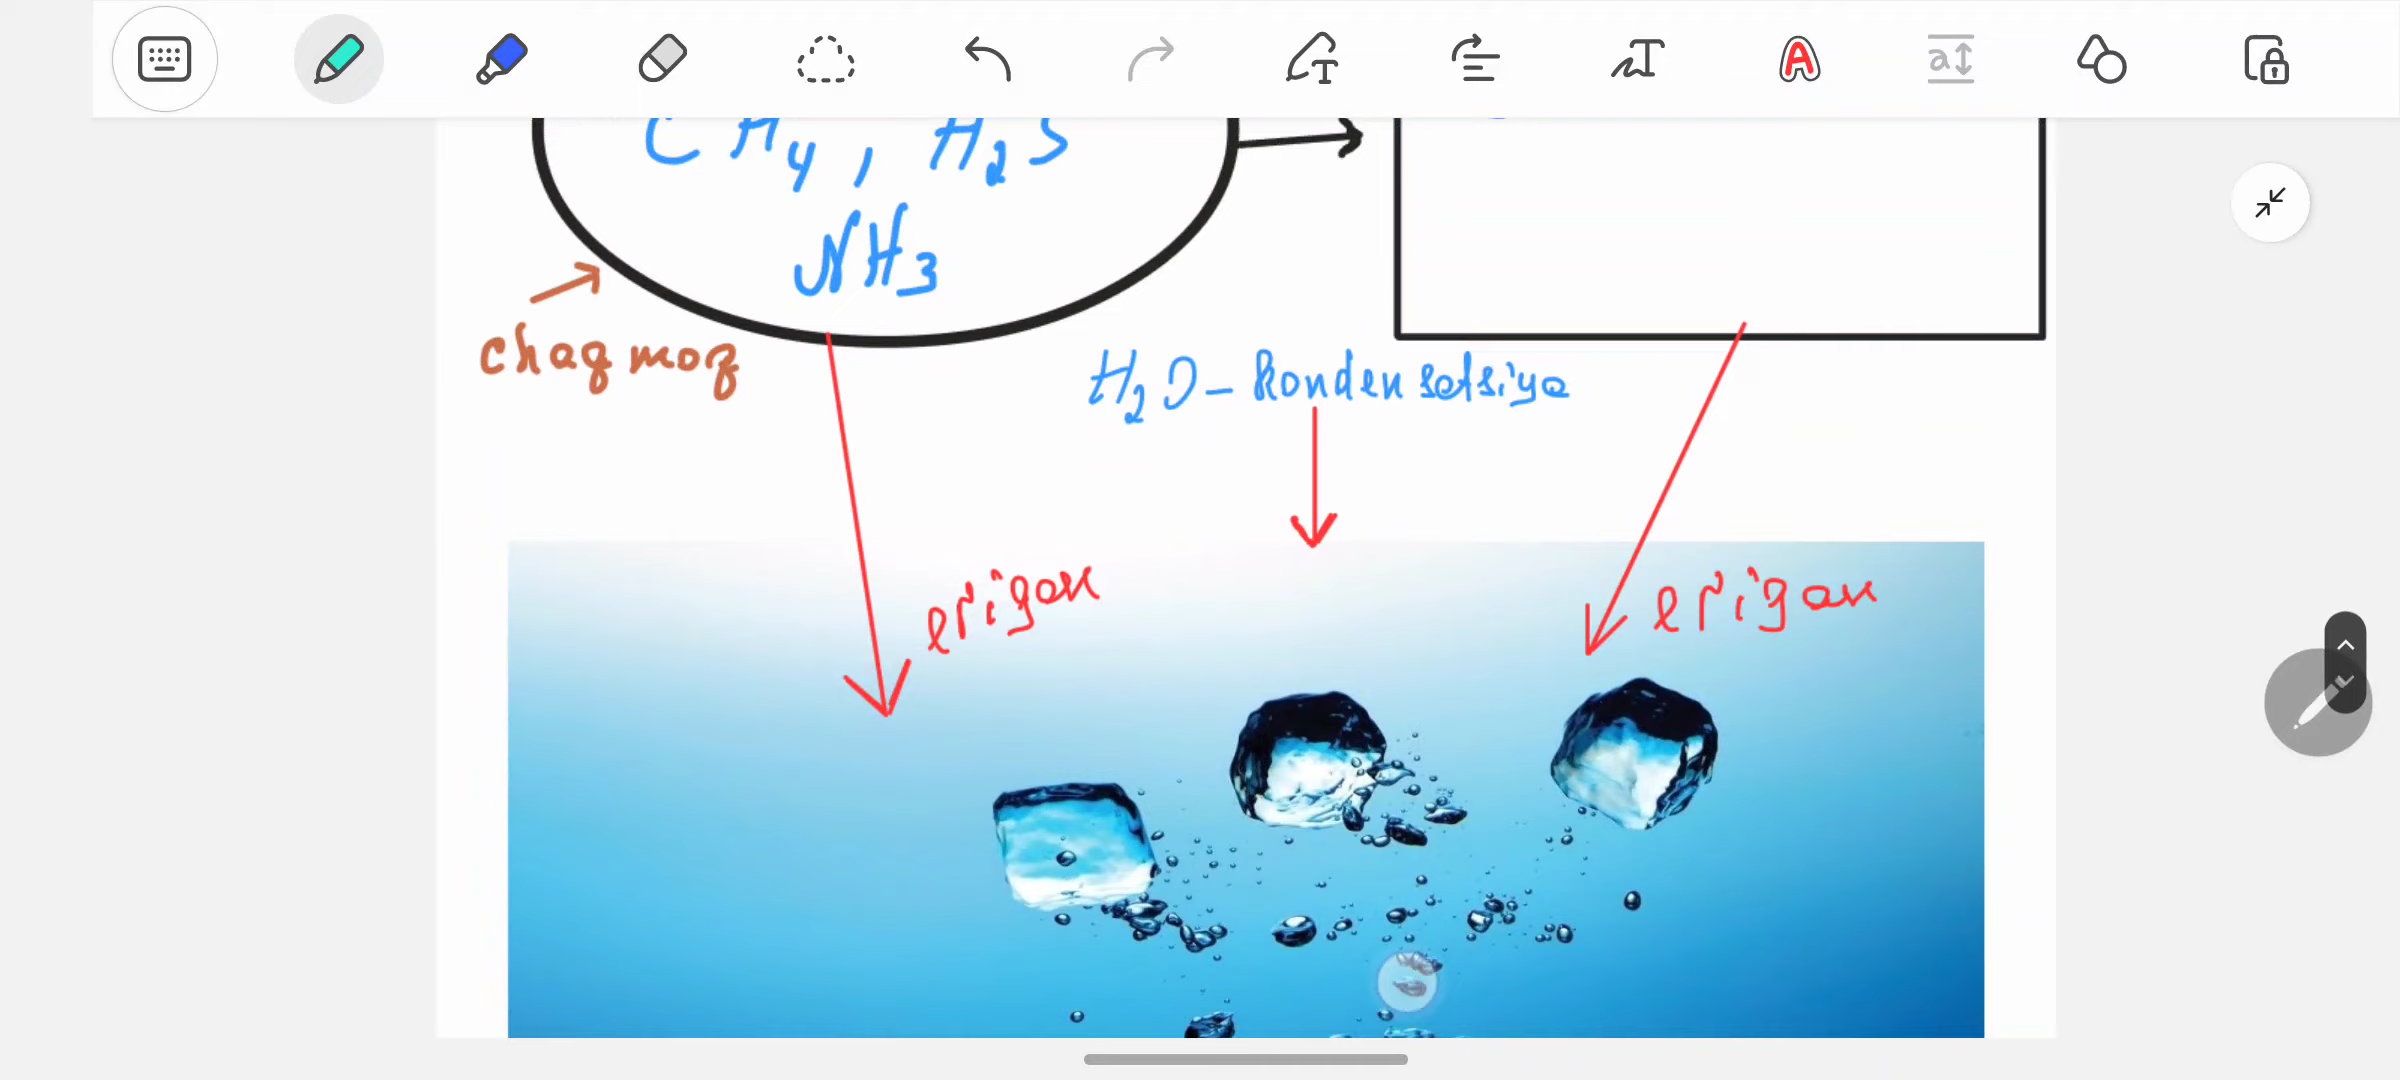 CH4, H2S
NH3
chaqmoq
H2O - Kondensatsiya
erigan
erigan